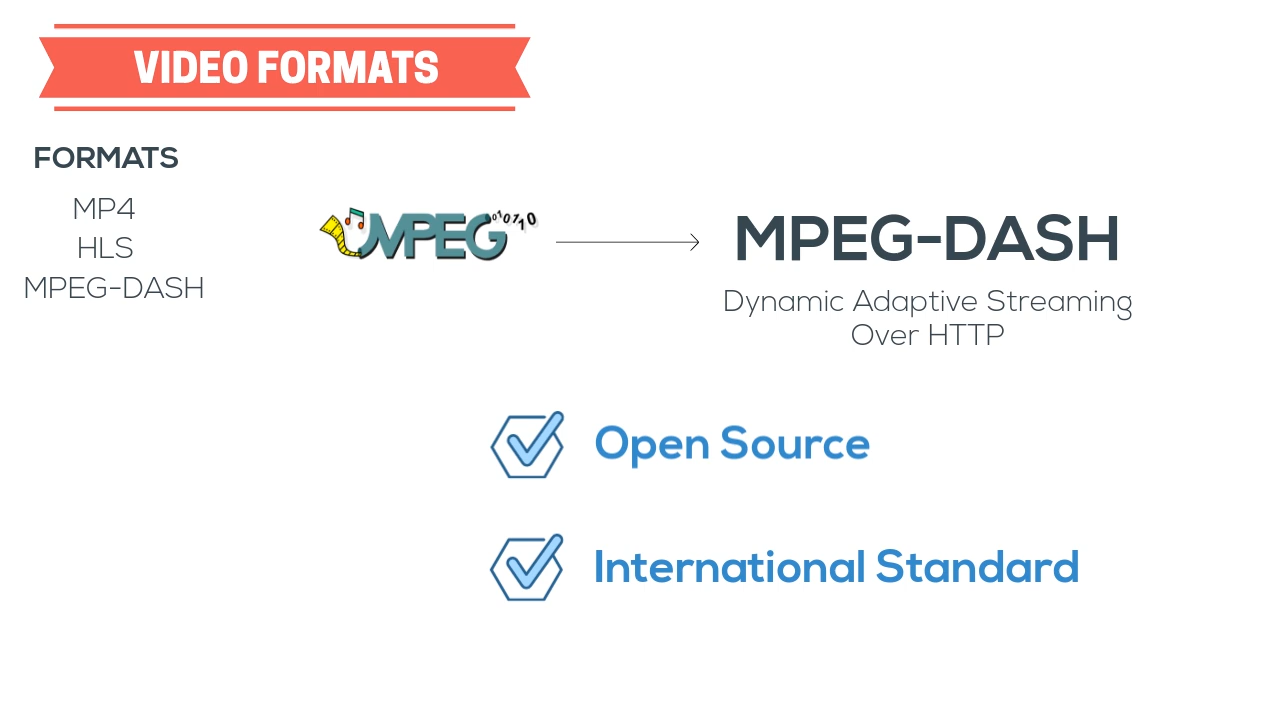 VIDEO FORMATS
FORMATS
MP4
HLS
MPEG-DASH
MPEG 010110
MPEG-DASH
Dynamic Adaptive Streaming
Over HTTP
Open Source
International Standard